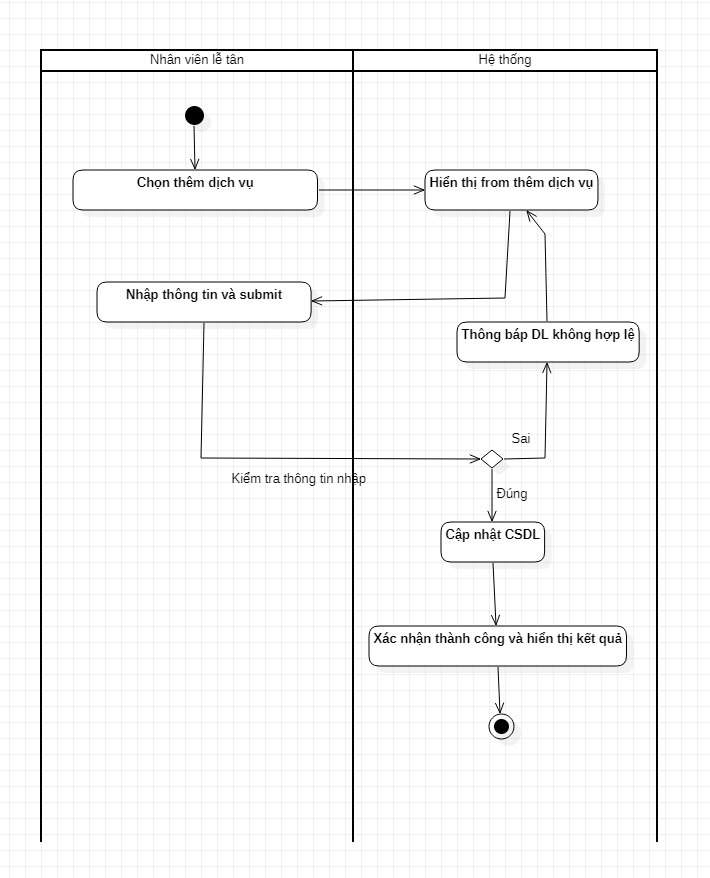 Nhân viên lễ tân
Hệ thống
Chọn thêm dịch vụ
Hiển thị from thêm dịch vụ
Nhập thông tin và submit
Thông báp DL không hợp lệ
Sai
Kiểm tra thông tin nhập
Đúng
Cập nhật CSDL
Xác nhận thành công và hiển thị kết quả